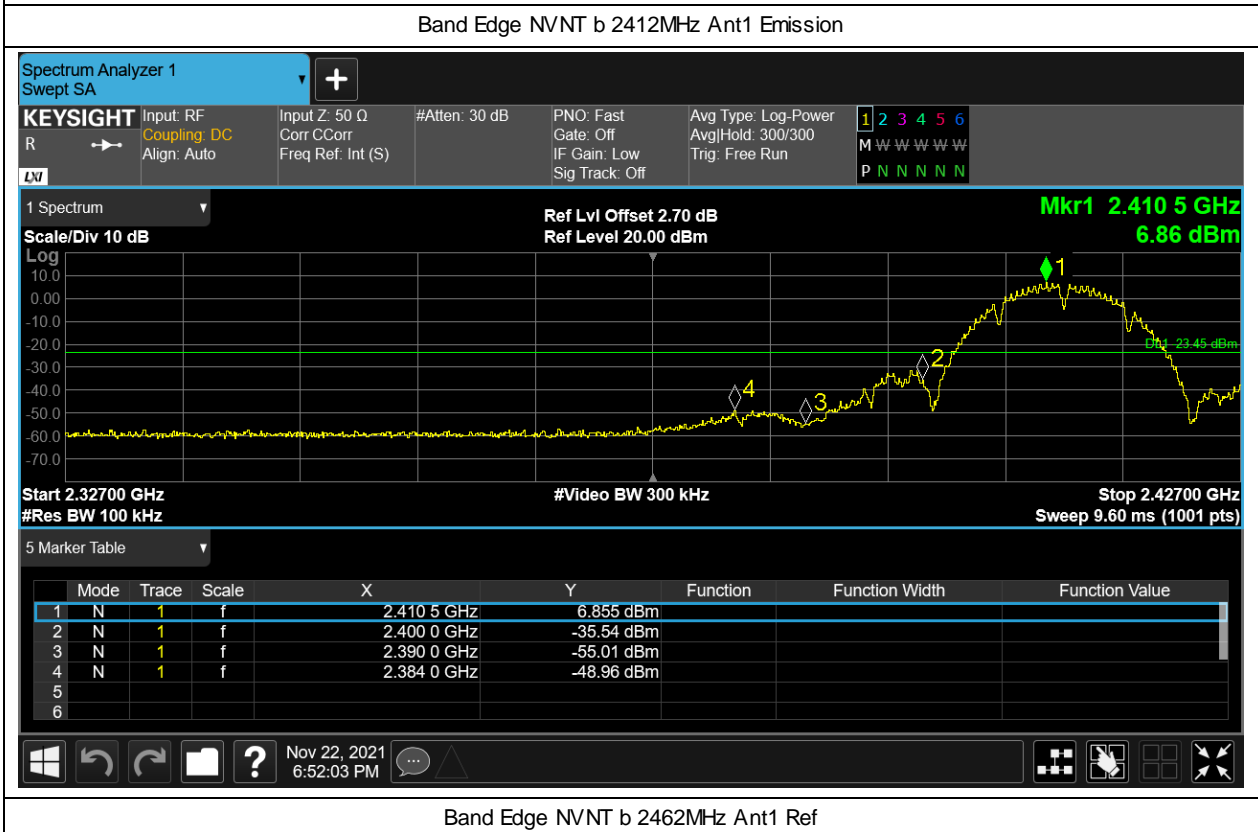 Band Edge NVNT b 2412MHz Ant1 Emission
Spectrum Analyzer 1
Swept SA
+
KEYSIGHT
R
LXI
Input: RF
Coupling: DC
Align: Auto
Input Z: 50 Ω
Corr CCorr
Freq Ref: Int (S)
#Atten: 30 dB
PNO: Fast
Gate: Off
IF Gain: Low
Sig Track: Off
Avg Type: Log-Power
Avg|Hold: 300/300
Trig: Free Run
1 2 3 4 5 6
M W W W W W
P N N N N N
1 Spectrum
Scale/Div 10 dB
Ref Lvl Offset 2.70 dB
Ref Level 20.00 dBm
Mkr1 2.410 5 GHz
6.86 dBm
Log
10.0
0.00
-10.0
-20.0
-30.0
-40.0
-50.0
-60.0
-70.0
1
2
3
4
23.45 dBm
Start 2.32700 GHz
#Video BW 300 kHz
Stop 2.42700 GHz
#Res BW 100 kHz
Sweep 9.60 ms (1001 pts)
5 Marker Table
Mode Trace Scale X Y Function Function Width Function Value
1 N 1 f 2.410 5 GHz 6.855 dBm
2 N 1 f 2.400 0 GHz -35.54 dBm
3 N 1 f 2.390 0 GHz -55.01 dBm
4 N 1 f 2.384 0 GHz -48.96 dBm
5
6
?
Nov 22, 2021
6:52:03 PM
Band Edge NVNT b 2462MHz Ant1 Ref